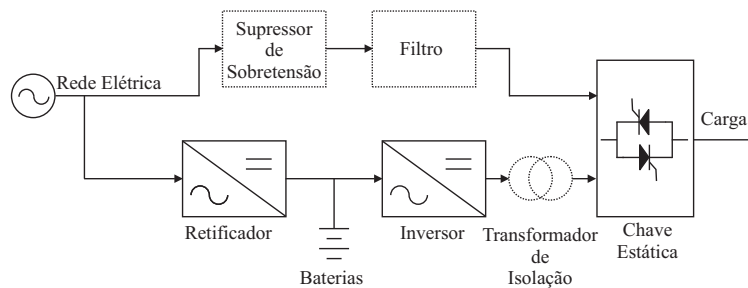 Supressor
de
Sobretensão
Filtro
Rede Elétrica
Carga
Retificador
Baterias
Inversor
Transformador
de
Isolação
Chave
Estática